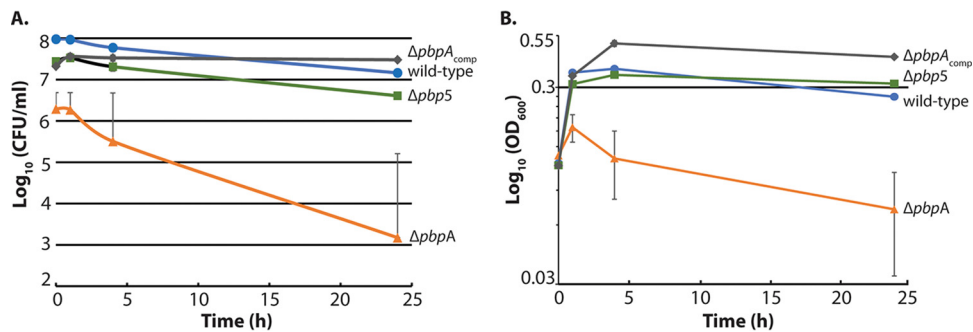 A.
Log10 (CFU/ml)
8
7
6
5
4
3
2
0 5 10 15 20 25
Time (h)
ΔpbpAcomp
wild-type
Δpbp5
ΔpbpA
B.
Log10 (OD600)
0.55
0.3
0.03
0 5 10 15 20 25
Time (h)
ΔpbpAcomp
Δpbp5
wild-type
ΔpbpA